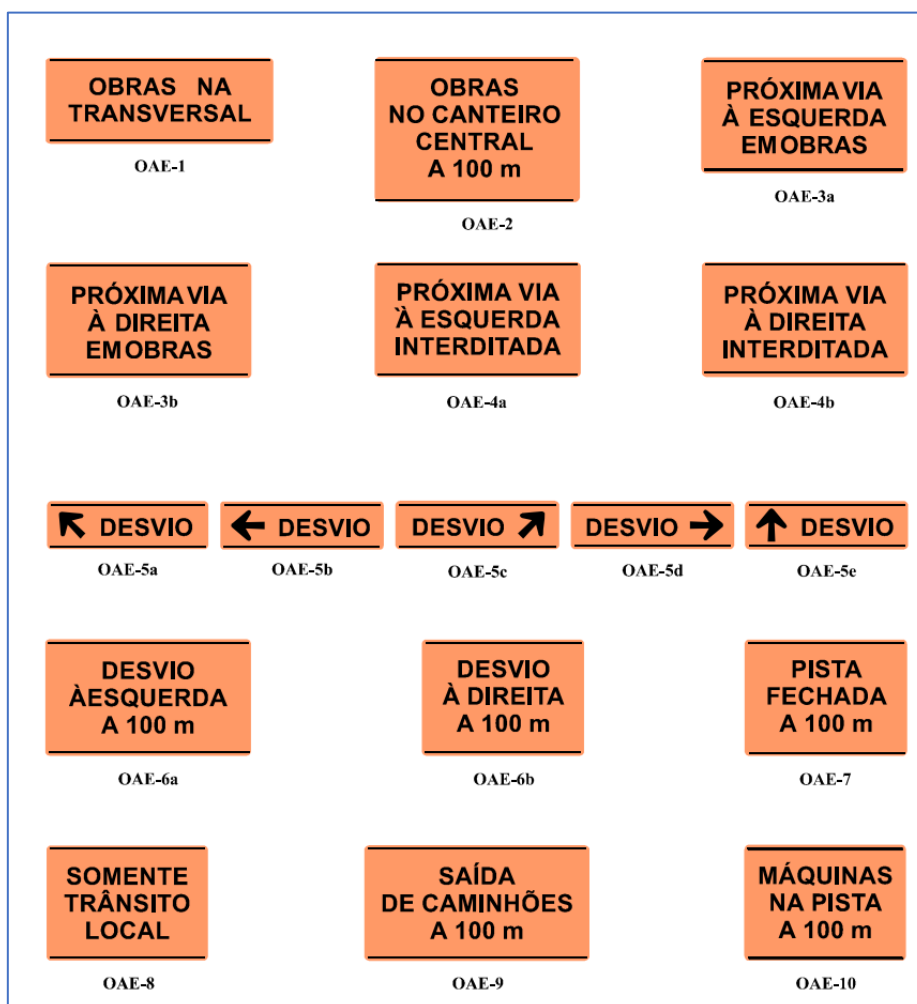 OBRAS NA
TRANSVERSAL
OAE-1
OBRAS
NO CANTEIRO
CENTRAL
A 100 m
OAE-2
PRÓXIMA VIA
À ESQUERDA
EM OBRAS
OAE-3a
PRÓXIMA VIA
À DIREITA
EM OBRAS
OAE-3b
PRÓXIMA VIA
À ESQUERDA
INTERDITADA
OAE-4a
PRÓXIMA VIA
À DIREITA
INTERDITADA
OAE-4b
DESVIO
OAE-5a
DESVIO
OAE-5b
DESVIO
OAE-5c
DESVIO
OAE-5d
DESVIO
OAE-5e
DESVIO
ÀESQUERDA
A 100 m
OAE-6a
DESVIO
À DIREITA
A 100 m
OAE-6b
PISTA
FECHADA
A 100 m
OAE-7
SOMENTE
TRÂNSITO
LOCAL
OAE-8
SAÍDA
DE CAMINHÕES
A 100 m
OAE-9
MÁQUINAS
NA PISTA
A 100 m
OAE-10